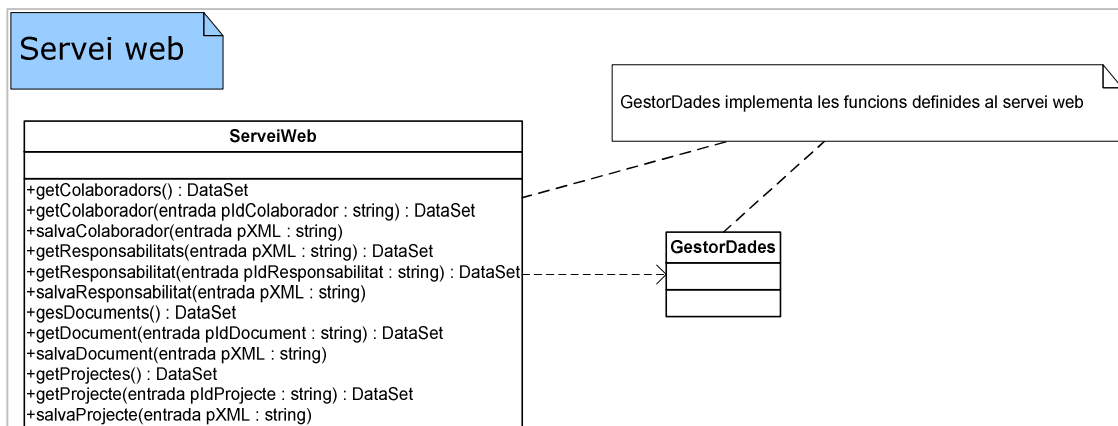 Servei web
GestorDades implementa les funcions definides al servei web
ServeiWeb
+getColaboradors() : DataSet
+getColaborador(entrada pIdColaborador : string) : DataSet
+salvaColaborador(entrada pXML : string)
+getResponsabilitats(entrada pXML : string) : DataSet
+getResponsabilitat(entrada pIdResponsabilitat : string) : DataSet
+salvaResponsabilitat(entrada pXML : string)
+gesDocuments() : DataSet
+getDocument(entrada pIdDocument : string) : DataSet
+salvaDocument(entrada pXML : string)
+getProjectes() : DataSet
+getProjecte(entrada pIdProjecte : string) : DataSet
+salvaProjecte(entrada pXML : string)
GestorDades